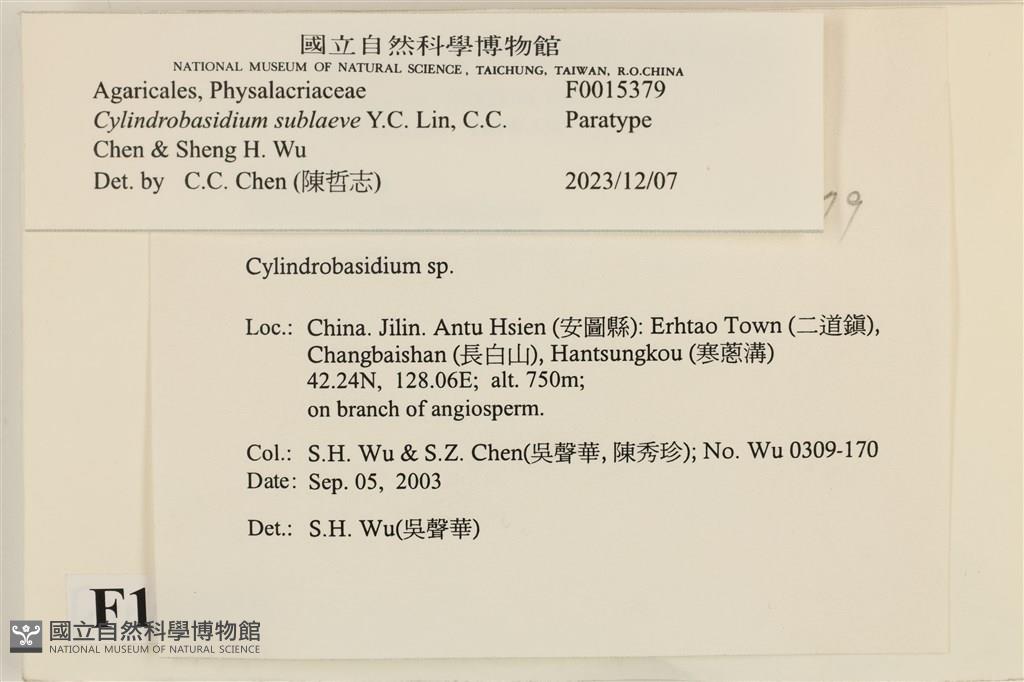 國立自然科學博物館
NATIONAL MUSEUM OF NATURAL SCIENCE, TAICHUNG, TAIWAN, R.O.CHINA
Agaricales, Physalacriaceae F0015379
Cylindrobasidium sublaeve Y.C. Lin, C.C. Paratype
Chen & Sheng H. Wu
Det. by C.C. Chen (陳哲志) 2023/12/07
79
Cylindrobasidium sp.
Loc.: China. Jilin. Antu Hsien (安圖縣): Erhtao Town (二道鎮),
Changbaishan (長白山), Hantsungkou (寒蔥溝)
42.24N, 128.06E; alt. 750m;
on branch of angiosperm.
Col.: S.H. Wu & S.Z. Chen(吳聲華, 陳秀珍); No. Wu 0309-170
Date: Sep. 05, 2003
Det.: S.H. Wu(吳聲華)
F1
國立自然科學博物館
NATIONAL MUSEUM OF NATURAL SCIENCE